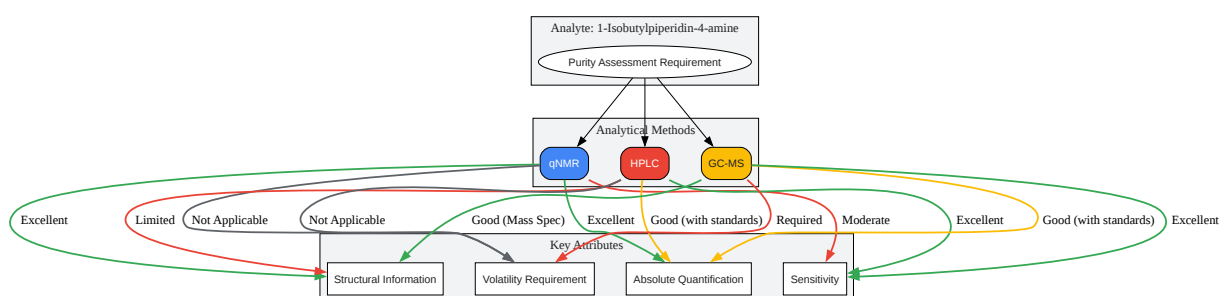 Analyte: 1-Isobutylpiperidin-4-amine
Purity Assessment Requirement
Analytical Methods
qNMR
HPLC
GC-MS
Excellent
Limited
Not Applicable
Not Applicable
Good (Mass Spec)
Excellent
Good (with standards)
Required
Moderate
Excellent
Good (with standards)
Excellent
Key Attributes
Structural Information
Volatility Requirement
Absolute Quantification
Sensitivity